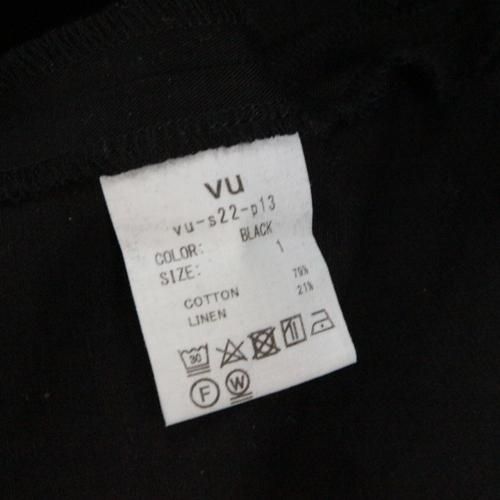 vu
vu-s22-p13
COLOR: BLACK
SIZE: 1
COTTON 79%
LINEN 21%
30
F W